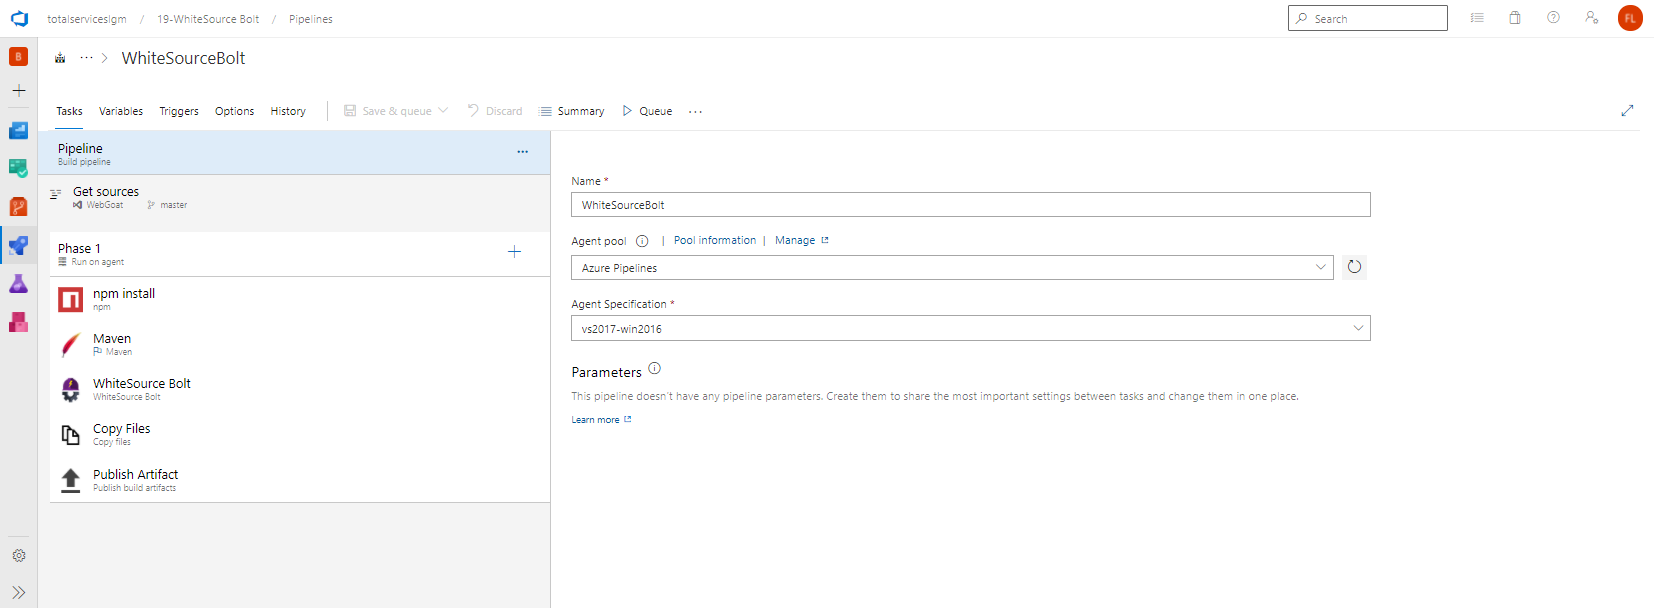 totalservicesigm / 19-WhiteSource Bolt / Pipelines
Search
FL
B
··· > WhiteSourceBolt
Tasks Variables Triggers Options History Save & queue Discard Summary Queue ···
Pipeline
Build pipeline
Get sources
WebGoat master
Phase 1
Run on agent
npm install
npm
Maven
Maven
WhiteSource Bolt
WhiteSource Bolt
Copy Files
Copy files
Publish Artifact
Publish build artifacts
Name *
WhiteSourceBolt
Agent pool | Pool information | Manage
Azure Pipelines
Agent Specification *
vs2017-win2016
Parameters
This pipeline doesn't have any pipeline parameters. Create them to share the most important settings between tasks and change them in one place.
Learn more